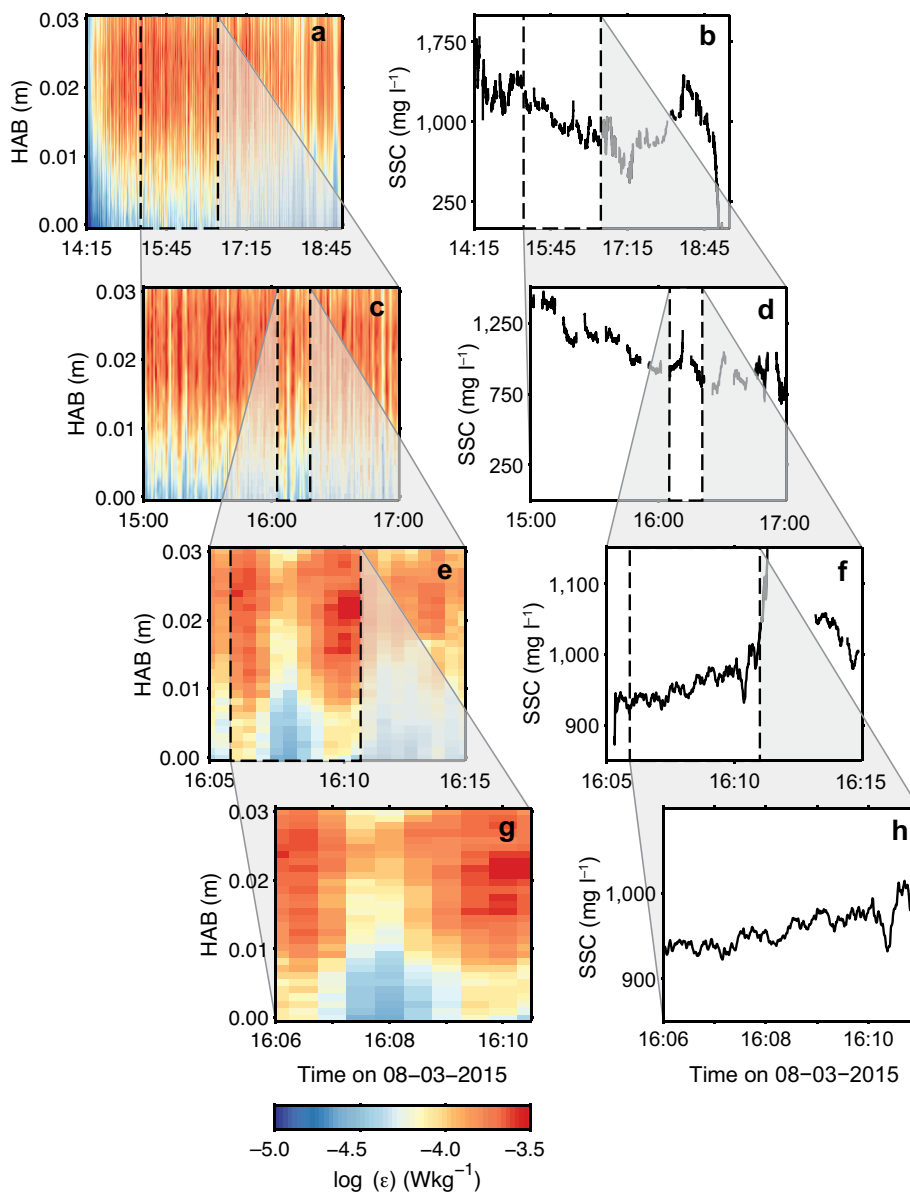 a
HAB (m)
0.03
0.02
0.01
0.00
14:15 15:45 17:15 18:45
b
SSC (mg l⁻¹)
1,750
1,000
250
14:15 15:45 17:15 18:45
c
HAB (m)
0.03
0.02
0.01
0.00
15:00 16:00 17:00
d
SSC (mg l⁻¹)
1,250
750
250
15:00 16:00 17:00
e
HAB (m)
0.03
0.02
0.01
0.00
16:05 16:10 16:15
f
SSC (mg l⁻¹)
1,100
1,000
900
16:05 16:10 16:15
g
HAB (m)
0.03
0.02
0.01
0.00
16:06 16:08 16:10
Time on 08−03−2015
h
SSC (mg l⁻¹)
1,000
900
16:06 16:08 16:10
Time on 08−03−2015
−5.0 −4.5 −4.0 −3.5
log (ε) (Wkg⁻¹)